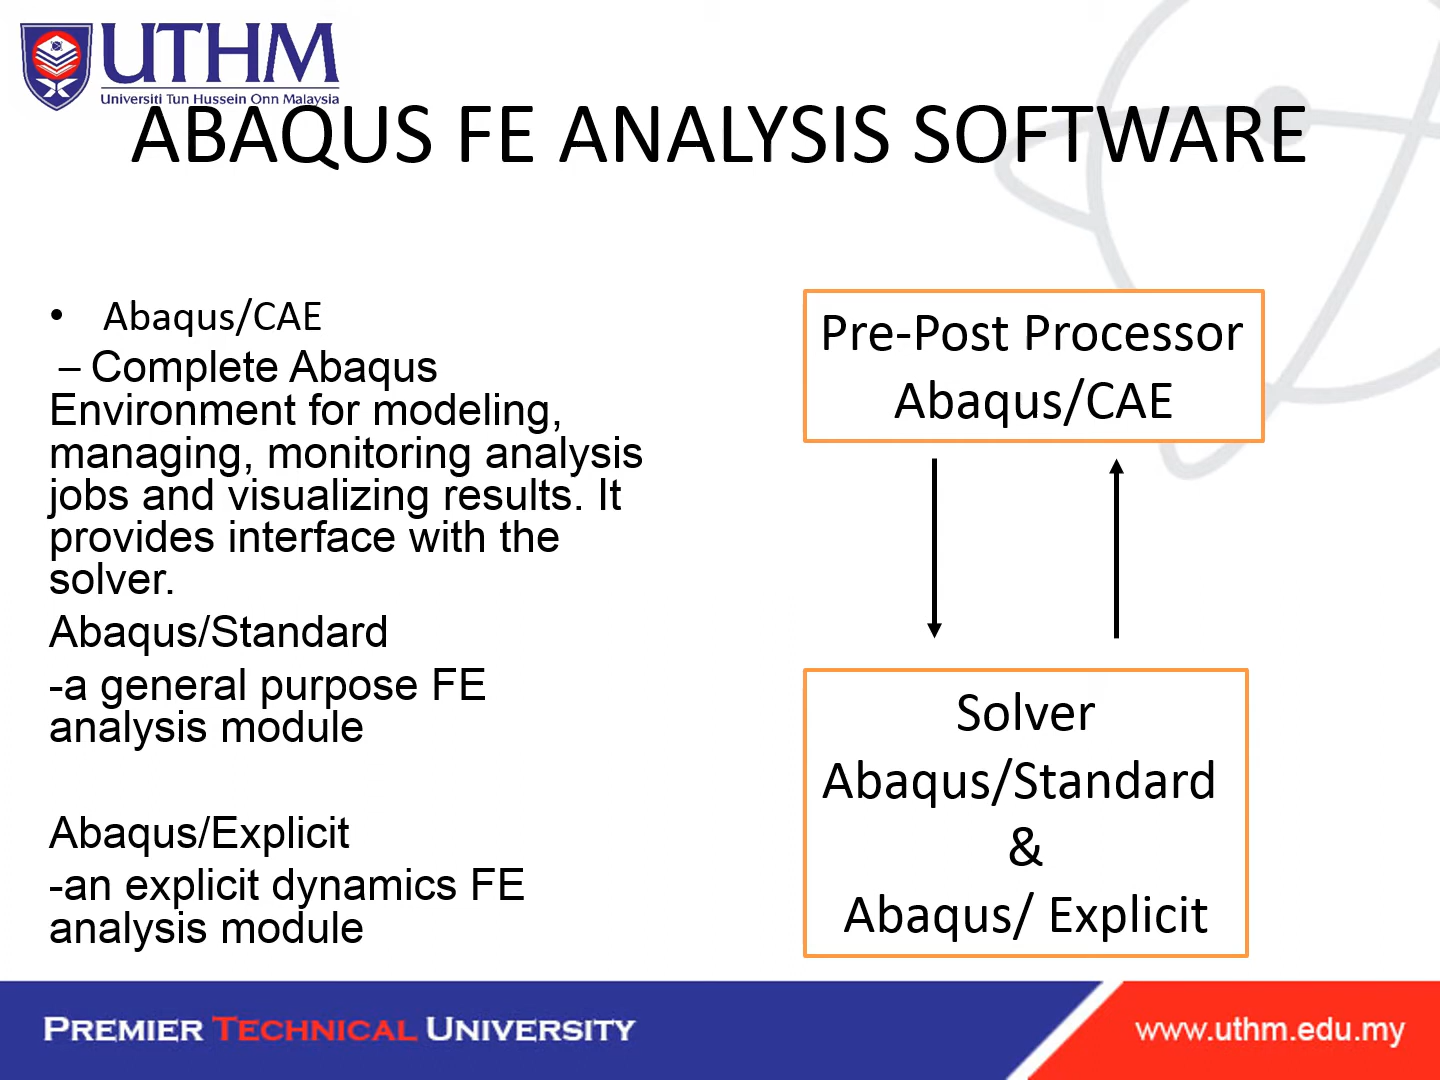 UTHM
Universiti Tun Hussein Onn Malaysia
ABAQUS FE ANALYSIS SOFTWARE
• Abaqus/CAE
– Complete Abaqus
Environment for modeling,
managing, monitoring analysis
jobs and visualizing results. It
provides interface with the
solver.
Abaqus/Standard
-a general purpose FE
analysis module
Abaqus/Explicit
-an explicit dynamics FE
analysis module
Pre-Post Processor
Abaqus/CAE
Solver
Abaqus/Standard
&
Abaqus/ Explicit
PREMIER TECHNICAL UNIVERSITY
www.uthm.edu.my